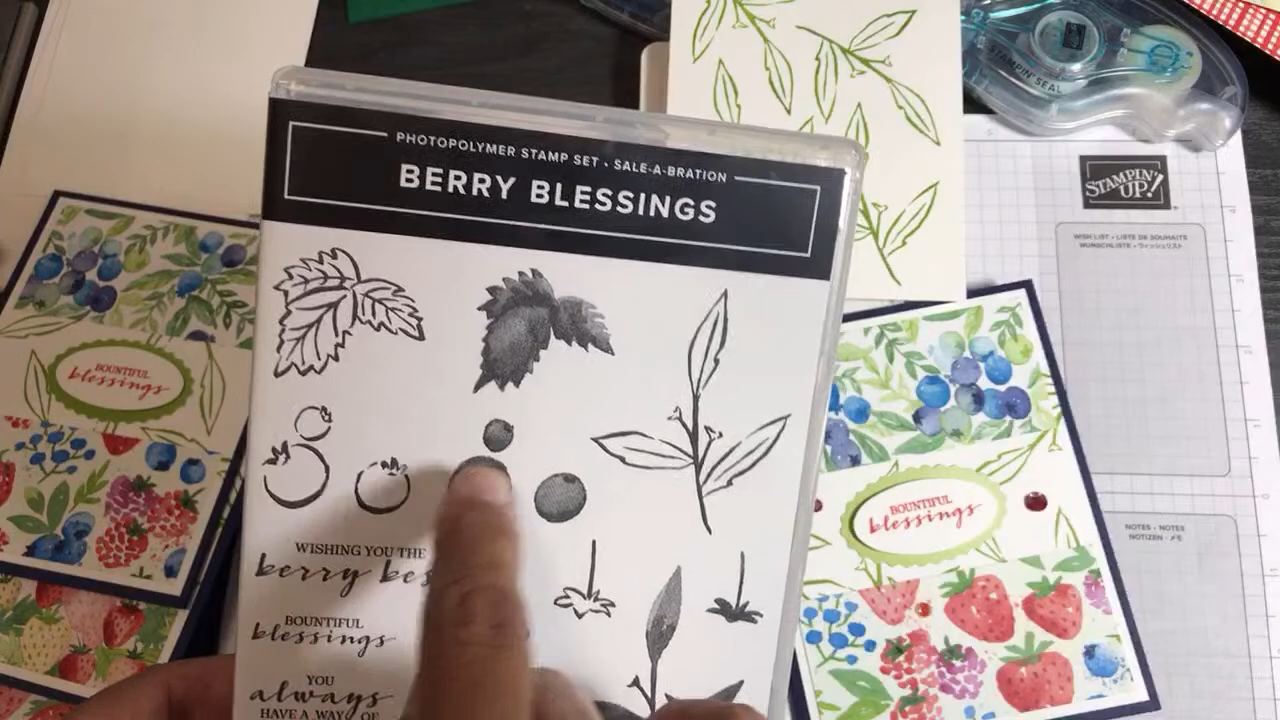 PHOTOPOLYMER STAMP SET • SALE-A-BRATION
BERRY BLESSINGS
WISHING YOU THE
berry bes
BOUNTIFUL
blessings
YOU
always
HAVE A WAY OF
BOUNTIFUL
blessings
BOUNTIFUL
blessings
STAMPIN' SEAL
STAMPIN' UP!
WISH LIST • LISTE DE SOUHAITS
WUNSCHLISTE • ウィッシュリスト
NOTES • NOTES
NOTIZEN • メモ